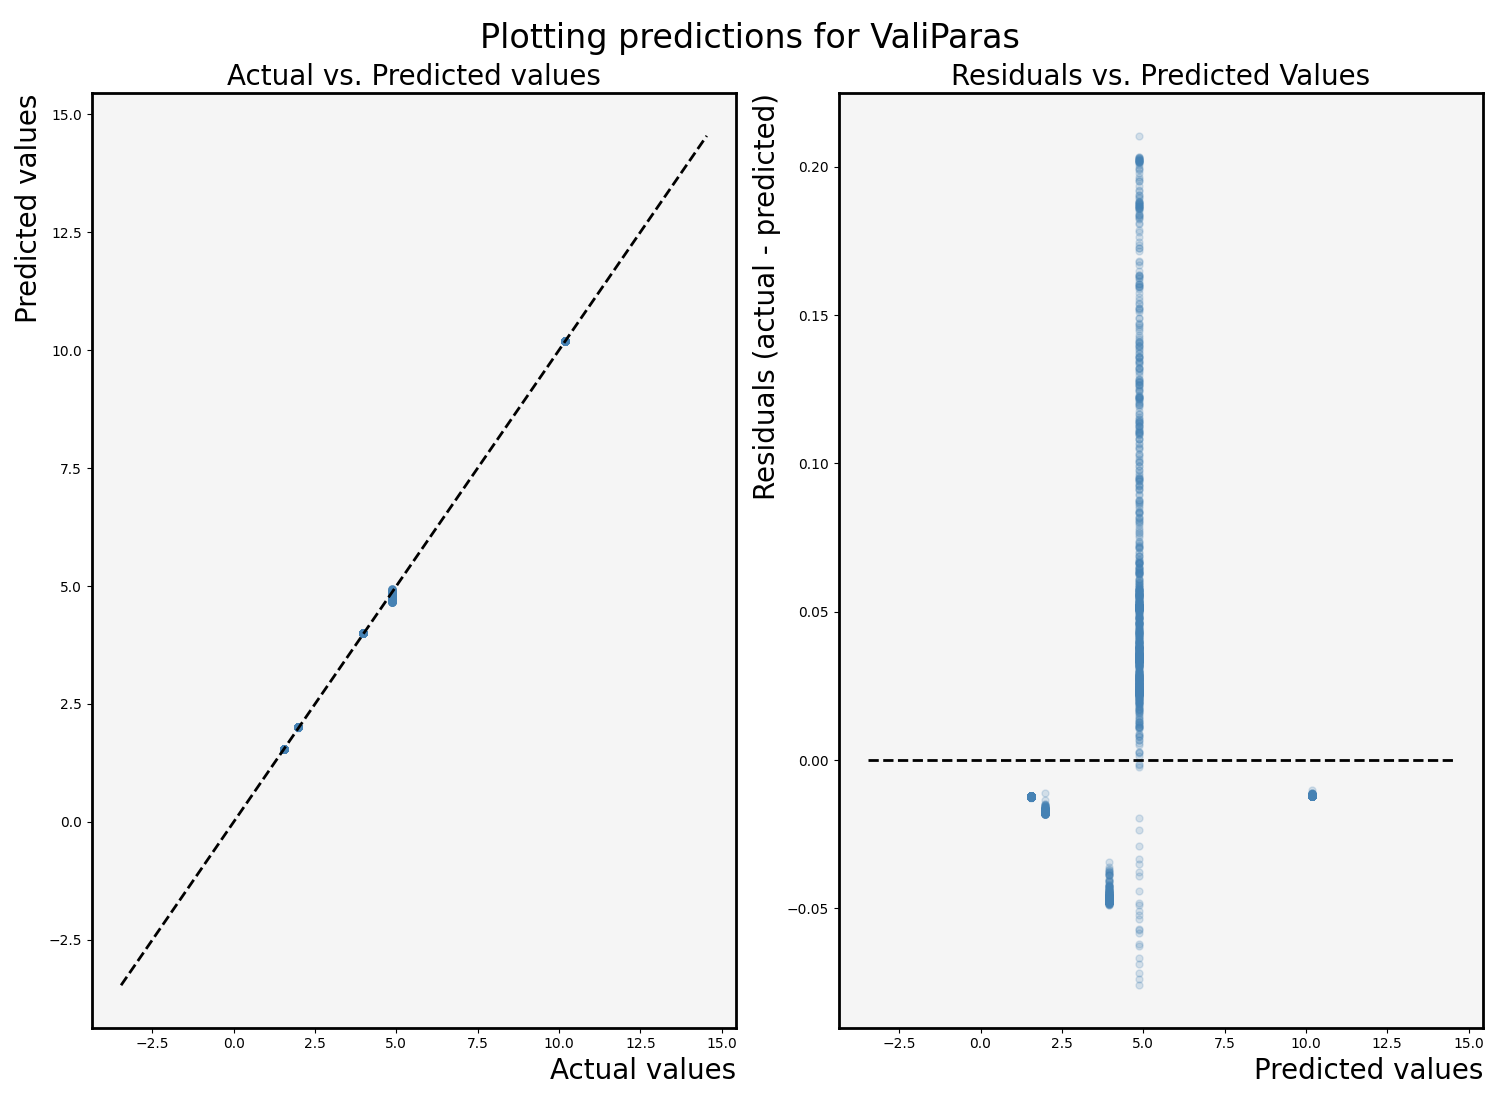 Plotting predictions for ValiParas
Actual vs. Predicted values
Predicted values
15.0
12.5
10.0
7.5
5.0
2.5
0.0
−2.5
−2.5 0.0 2.5 5.0 7.5 10.0 12.5 15.0
Actual values
Residuals vs. Predicted Values
Residuals (actual - predicted)
0.20
0.15
0.10
0.05
0.00
−0.05
−2.5 0.0 2.5 5.0 7.5 10.0 12.5 15.0
Predicted values